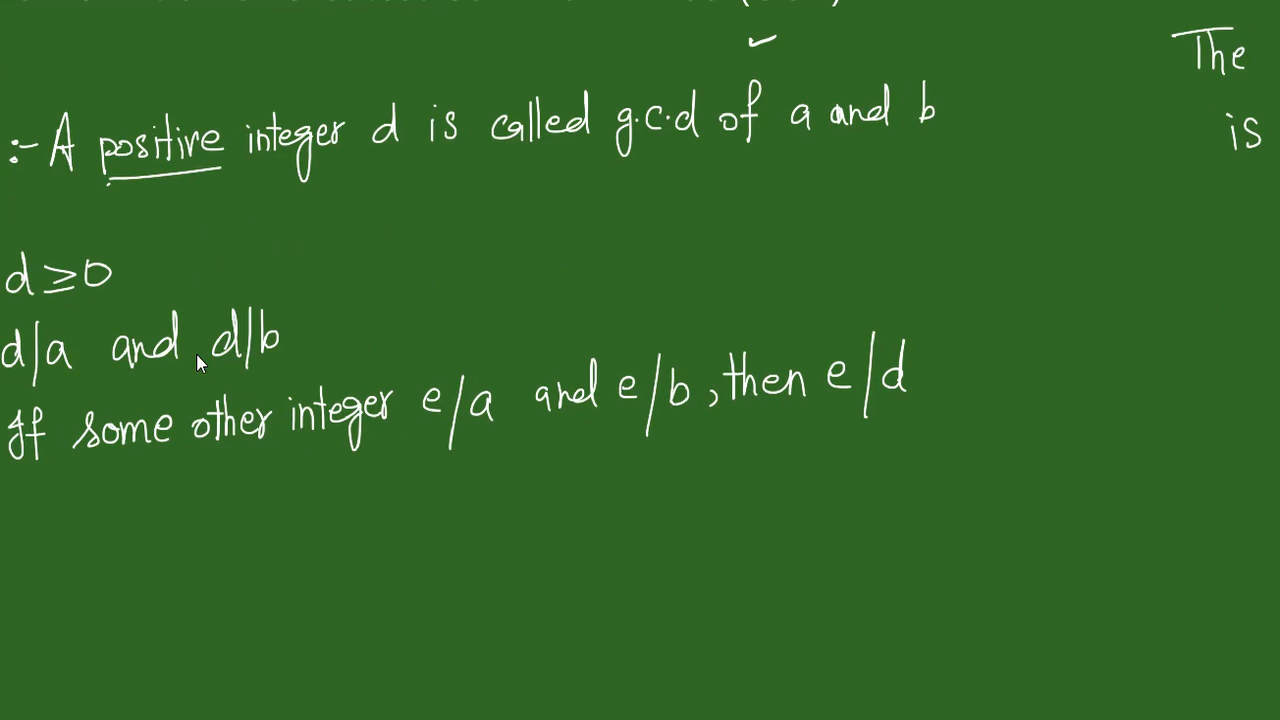 :- A positive integer d is called g.c.d of a and b
d ≥ 0
d/a and d/b
If some other integer e/a and e/b, then e/d
The
is